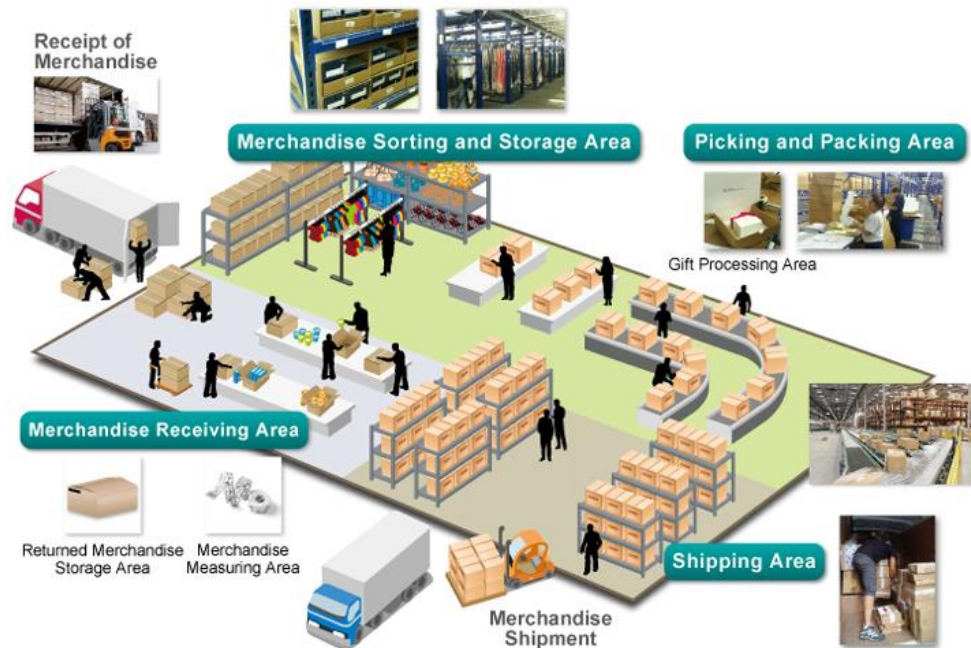 Receipt of
Merchandise
Merchandise Sorting and Storage Area
Picking and Packing Area
Gift Processing Area
Merchandise Receiving Area
Returned Merchandise
Storage Area
Merchandise
Measuring Area
Shipping Area
Merchandise
Shipment